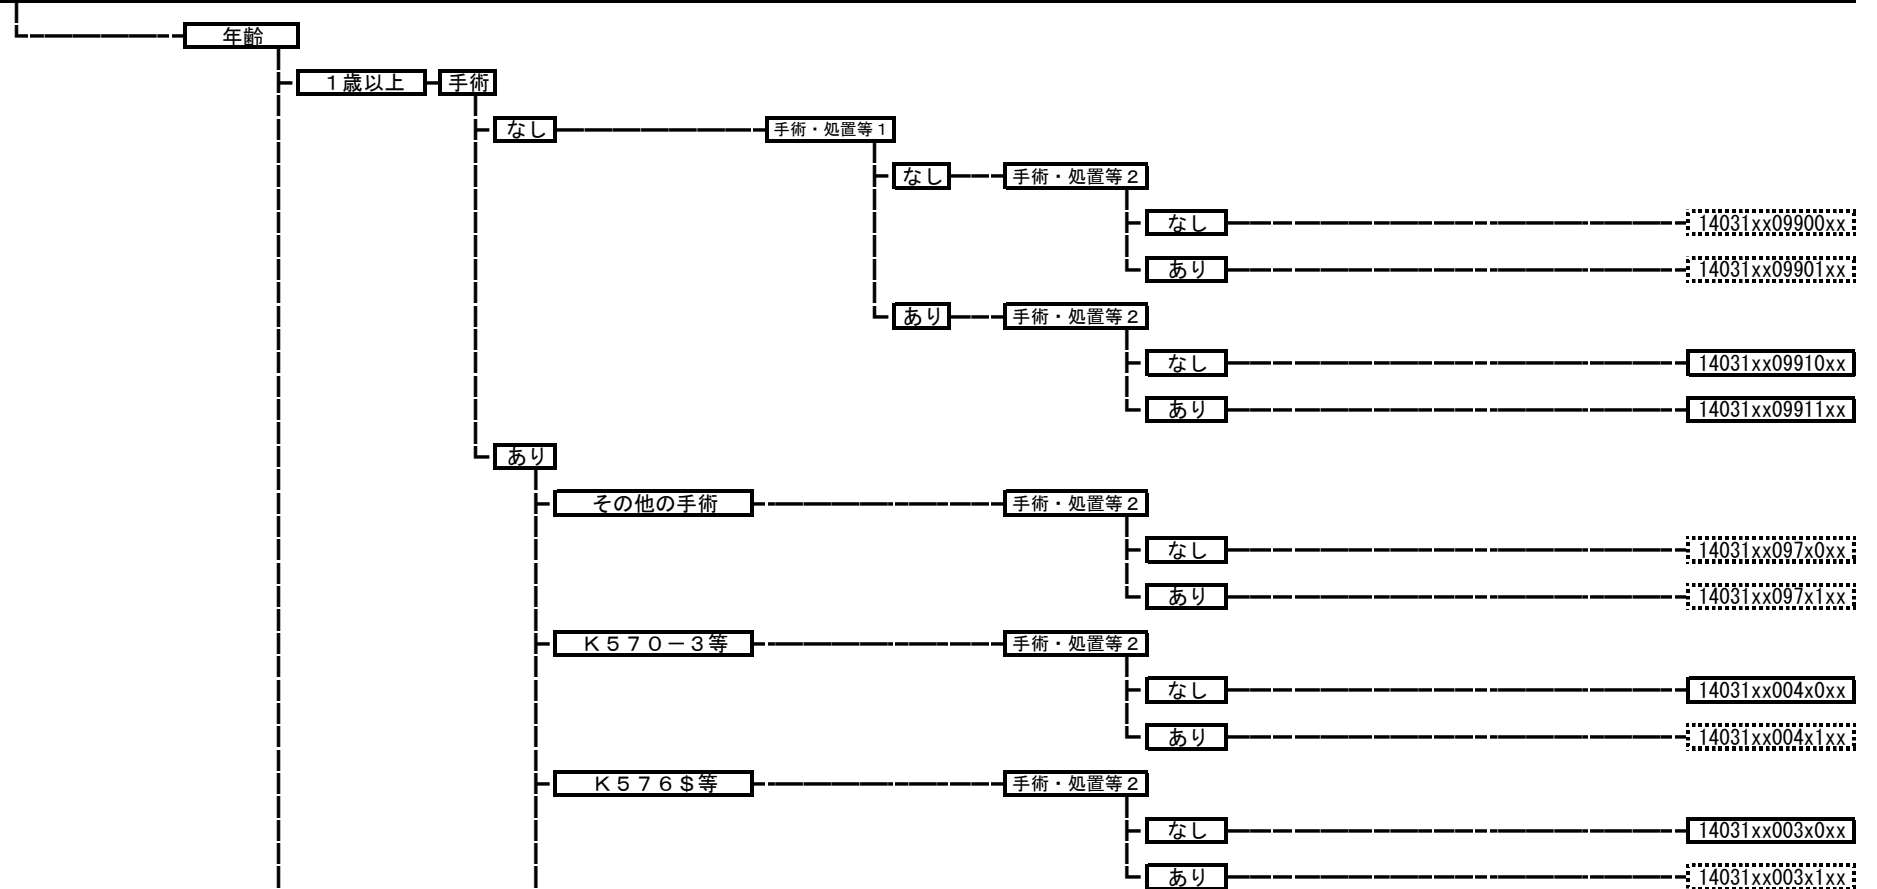 年齢
１歳以上 手術
なし 手術・処置等１
なし 手術・処置等２
なし 14031xx09900xx
あり 14031xx09901xx
あり 手術・処置等２
なし 14031xx09910xx
あり 14031xx09911xx
あり
その他の手術 手術・処置等２
なし 14031xx097x0xx
あり 14031xx097x1xx
Ｋ５７０－３等 手術・処置等２
なし 14031xx004x0xx
あり 14031xx004x1xx
Ｋ５７６＄等 手術・処置等２
なし 14031xx003x0xx
あり 14031xx003x1xx